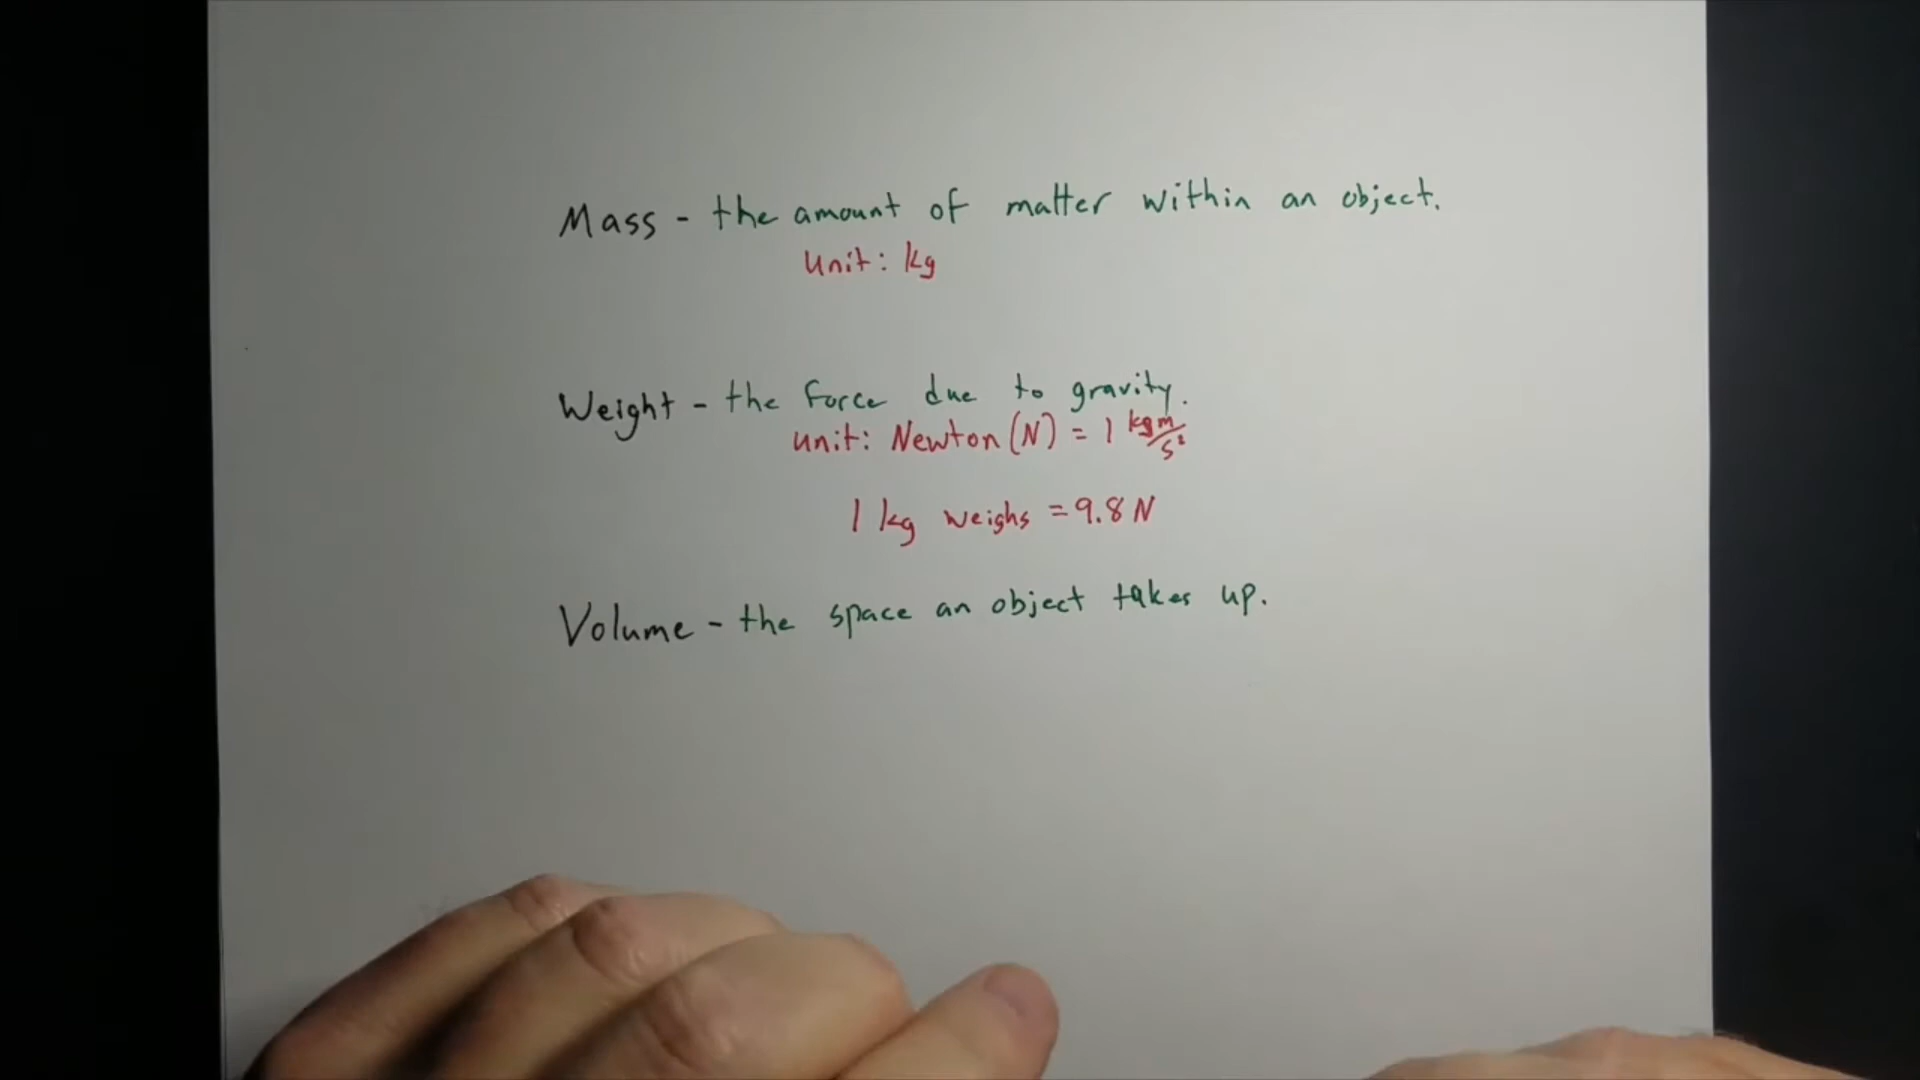 Mass - the amount of matter within an object.
unit: kg
Weight - the force due to gravity.
unit: Newton (N) = 1 kgm/s²
1 kg weighs = 9.8 N
Volume - the space an object takes up.